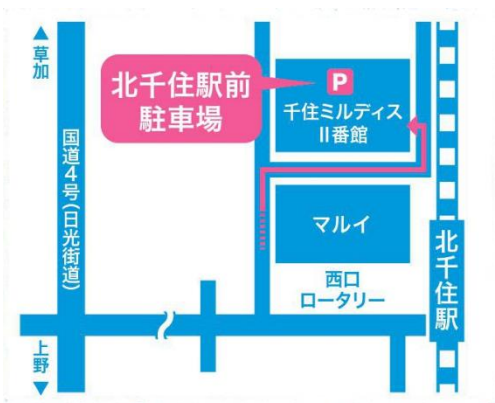 ▲
草加
国道4号(日光街道)
上野
▼
北千住駅前
駐車場
P
千住ミルディス
II番館
マルイ
西口
ロータリー
北千住駅